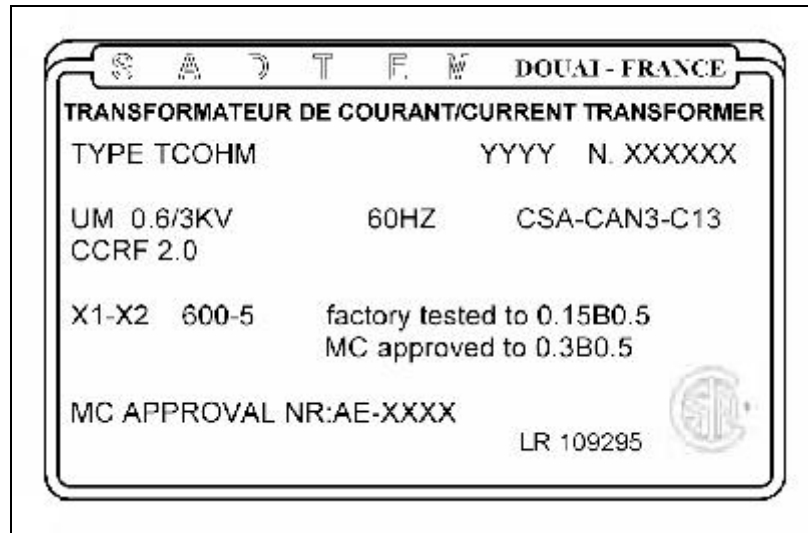 SADTEM DOUAI - FRANCE
TRANSFORMATEUR DE COURANT/CURRENT TRANSFORMER
TYPE TCOHM YYYY N. XXXXXX
UM 0.6/3KV 60HZ CSA-CAN3-C13
CCRF 2.0
X1-X2 600-5 factory tested to 0.15B0.5
MC approved to 0.3B0.5
MC APPROVAL NR:AE-XXXX
LR 109295